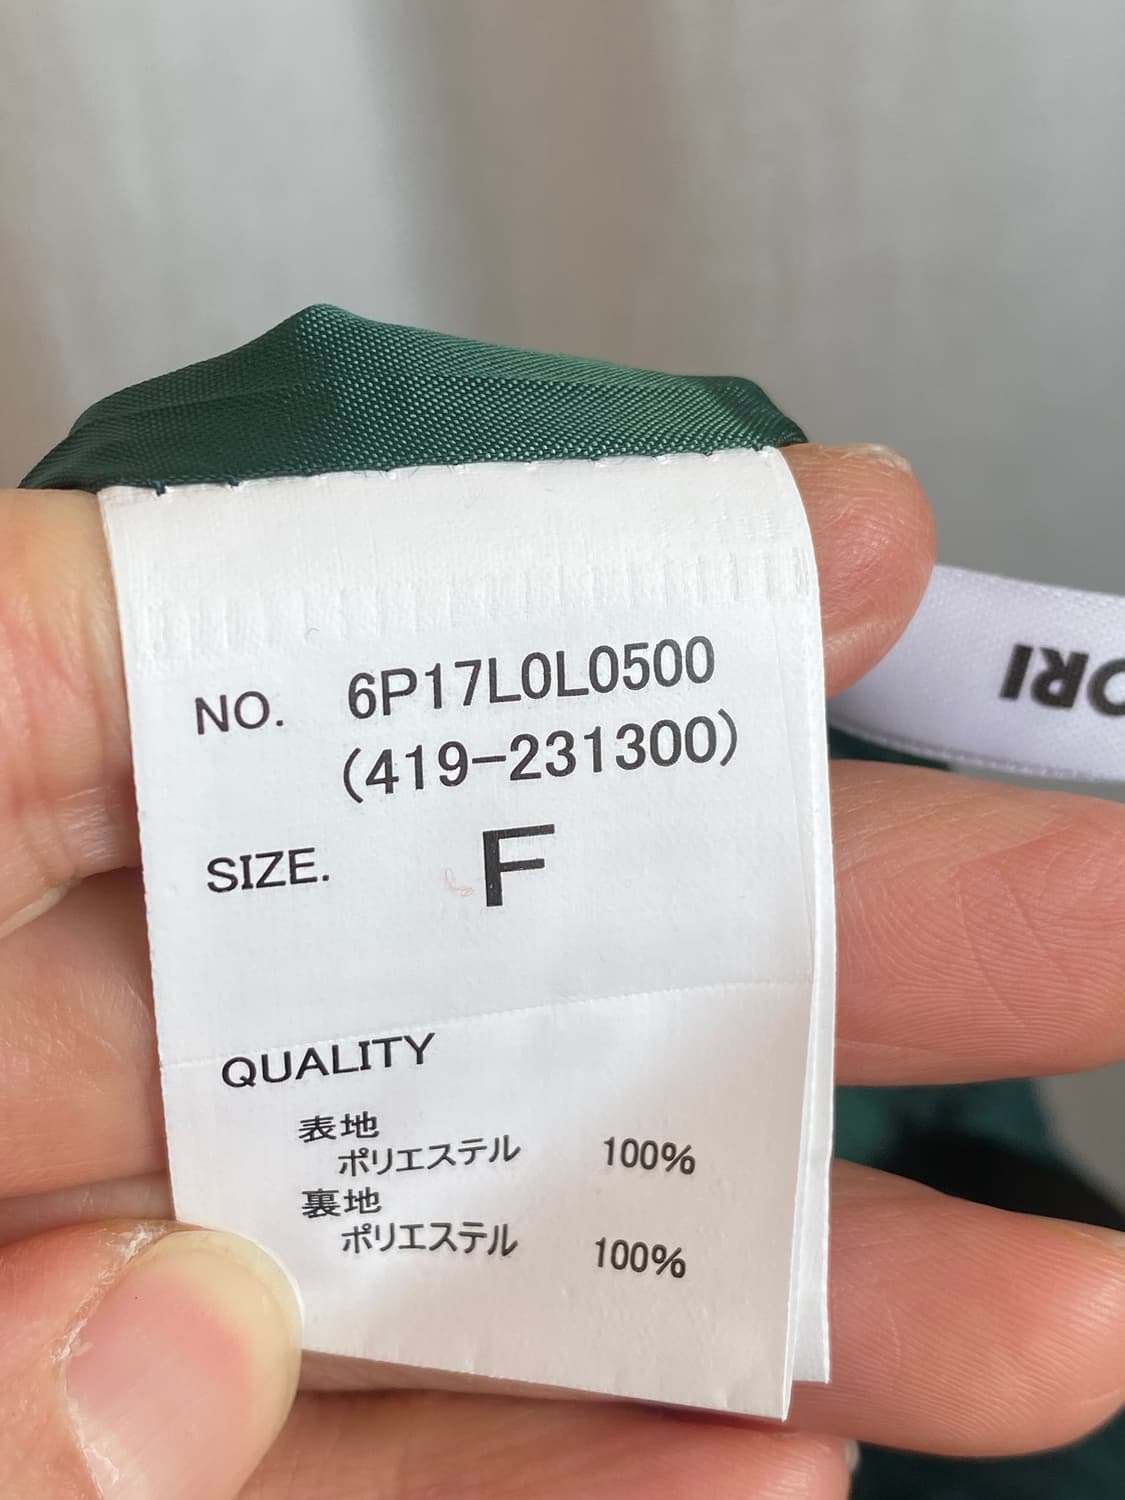 NO. 6P17L0L0500
(419-231300)
SIZE. F
QUALITY
表地
ポリエステル 100%
裏地
ポリエステル 100%